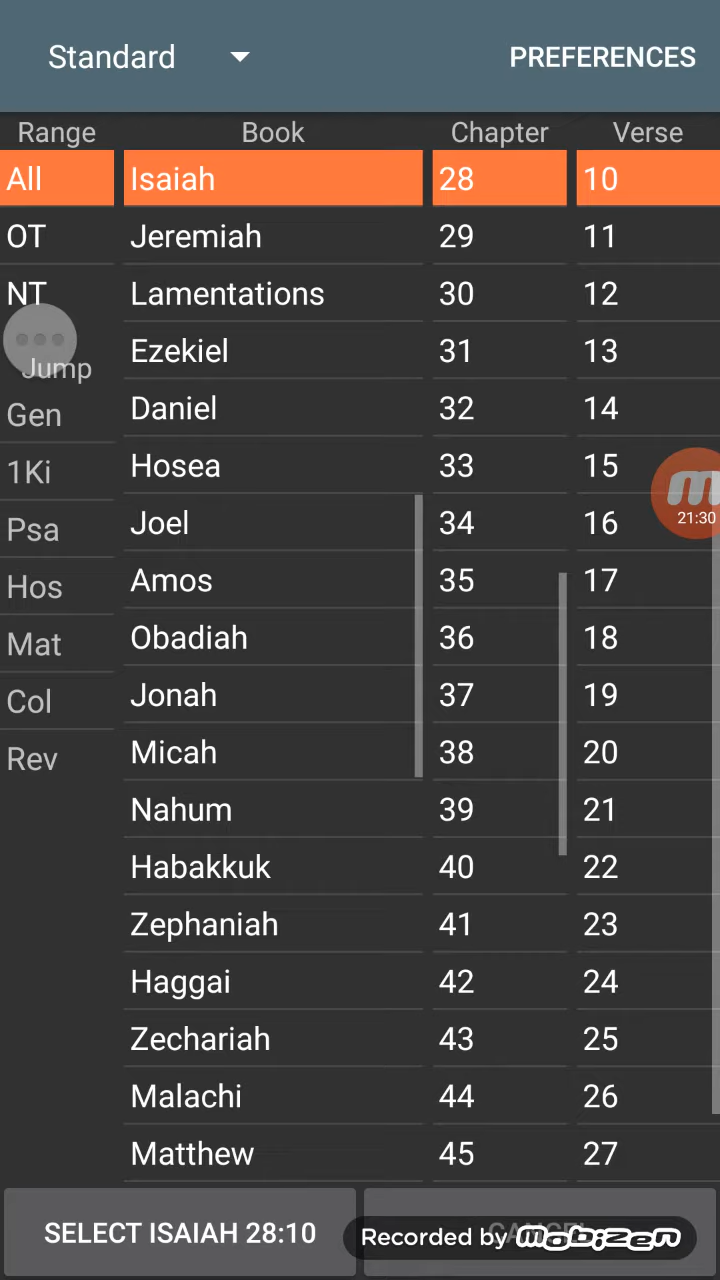 Standard PREFERENCES
Range Book Chapter Verse
All Isaiah 28 10
OT Jeremiah 29 11
NT Lamentations 30 12
Ezekiel 31 13
Jump
Daniel 32 14
Gen
Hosea 33 15
1Ki
m
21:30
Joel 34 16
Psa
Amos 35 17
Hos
Obadiah 36 18
Mat
Jonah 37 19
Col
Micah 38 20
Rev
Nahum 39 21
Habakkuk 40 22
Zephaniah 41 23
Haggai 42 24
Zechariah 43 25
Malachi 44 26
Matthew 45 27
SELECT ISAIAH 28:10 CANCEL
Recorded by mobizen